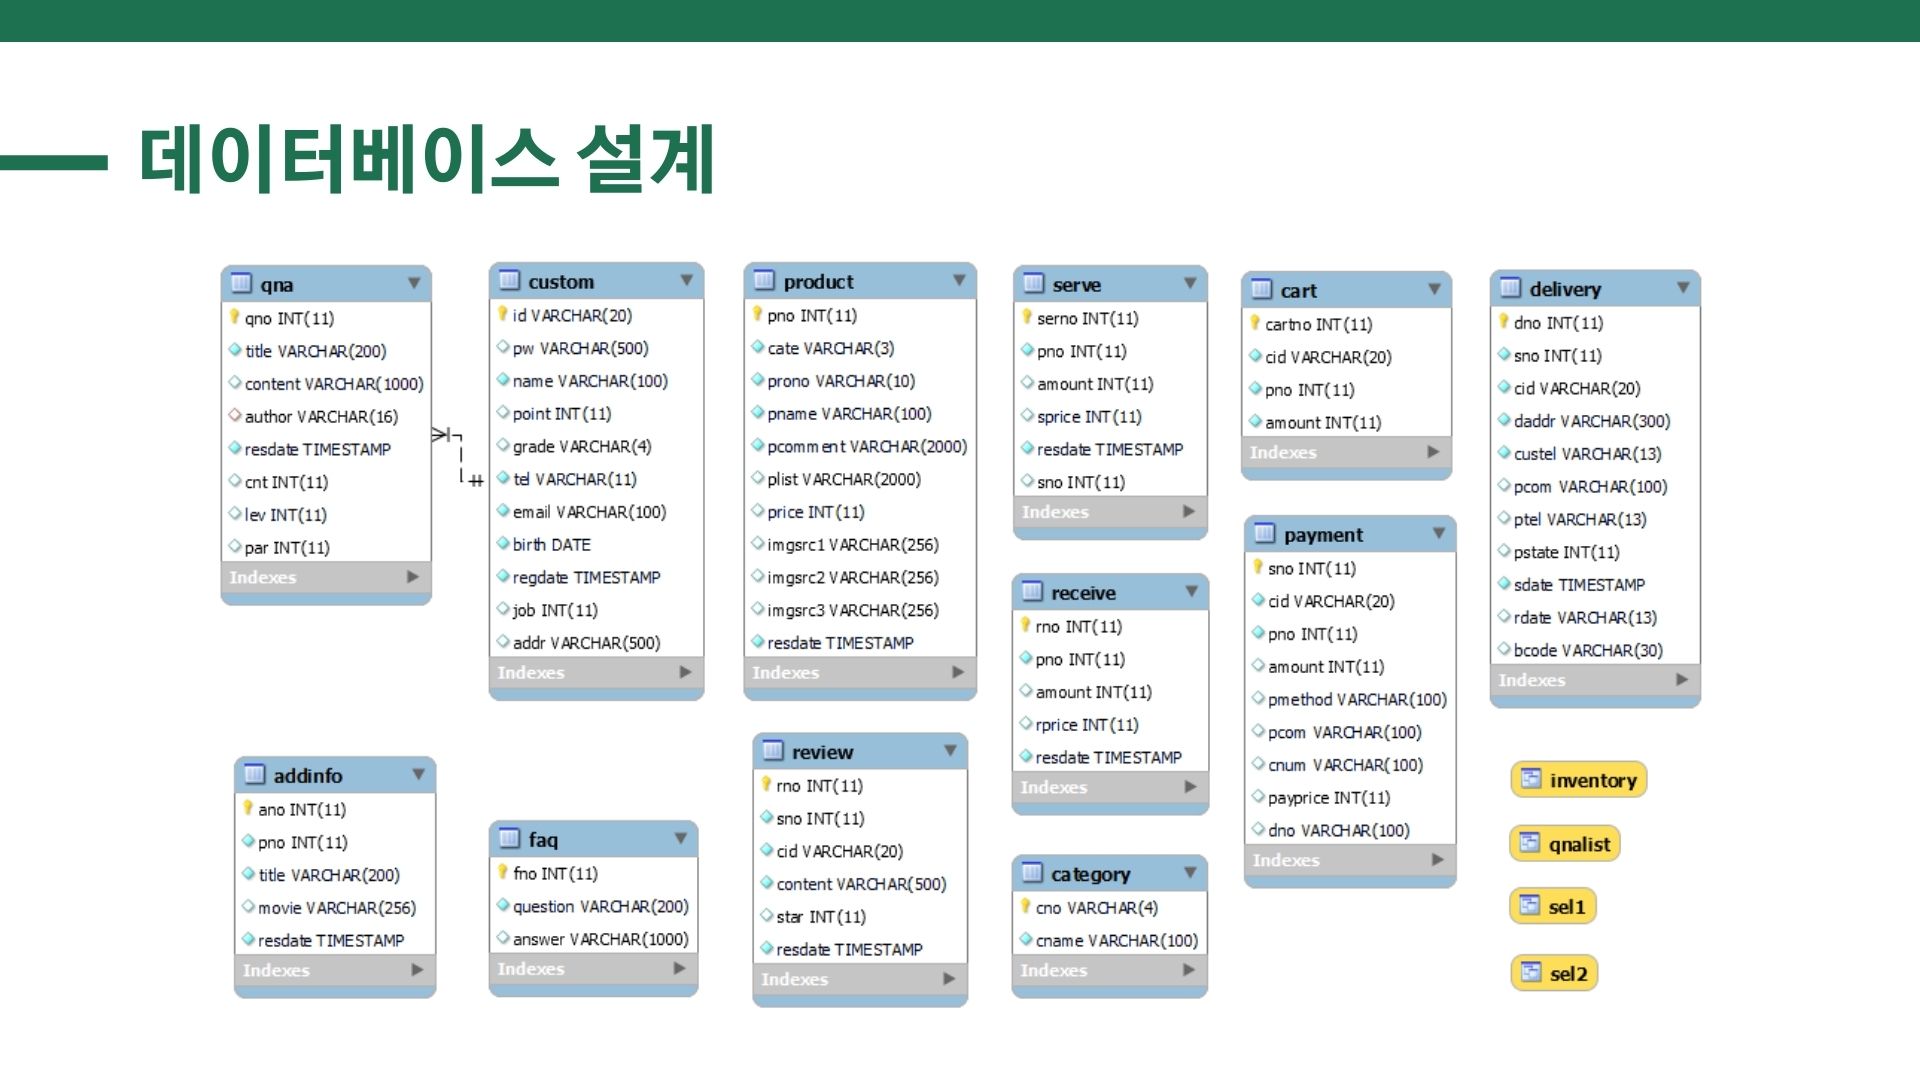 데이터베이스 설계
qna
qno INT(11)
title VARCHAR(200)
content VARCHAR(1000)
author VARCHAR(16)
resdate TIMESTAMP
cnt INT(11)
lev INT(11)
par INT(11)
Indexes
custom
id VARCHAR(20)
pw VARCHAR(500)
name VARCHAR(100)
point INT(11)
grade VARCHAR(4)
tel VARCHAR(11)
email VARCHAR(100)
birth DATE
regdate TIMESTAMP
job INT(11)
addr VARCHAR(500)
Indexes
product
pno INT(11)
cate VARCHAR(3)
prono VARCHAR(10)
pname VARCHAR(100)
pcomment VARCHAR(2000)
plist VARCHAR(2000)
price INT(11)
imgsrc1 VARCHAR(256)
imgsrc2 VARCHAR(256)
imgsrc3 VARCHAR(256)
resdate TIMESTAMP
Indexes
serve
serno INT(11)
pno INT(11)
amount INT(11)
sprice INT(11)
resdate TIMESTAMP
sno INT(11)
Indexes
cart
cartno INT(11)
cid VARCHAR(20)
pno INT(11)
amount INT(11)
Indexes
delivery
dno INT(11)
sno INT(11)
cid VARCHAR(20)
daddr VARCHAR(300)
custel VARCHAR(13)
pcom VARCHAR(100)
ptel VARCHAR(13)
pstate INT(11)
sdate TIMESTAMP
rdate VARCHAR(13)
bcode VARCHAR(30)
Indexes
receive
rno INT(11)
pno INT(11)
amount INT(11)
rprice INT(11)
resdate TIMESTAMP
Indexes
payment
sno INT(11)
cid VARCHAR(20)
pno INT(11)
amount INT(11)
pmethod VARCHAR(100)
pcom VARCHAR(100)
cnum VARCHAR(100)
payprice INT(11)
dno VARCHAR(100)
Indexes
addinfo
ano INT(11)
pno INT(11)
title VARCHAR(200)
movie VARCHAR(256)
resdate TIMESTAMP
Indexes
faq
fno INT(11)
question VARCHAR(200)
answer VARCHAR(1000)
Indexes
review
rno INT(11)
sno INT(11)
cid VARCHAR(20)
content VARCHAR(500)
star INT(11)
resdate TIMESTAMP
Indexes
category
cno VARCHAR(4)
cname VARCHAR(100)
Indexes
inventory
qnalist
sel1
sel2